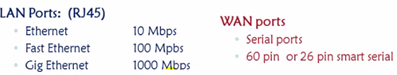 LAN Ports: (RJ45)
Ethernet 10 Mbps
Fast Ethernet 100 Mpbs
Gig Ethernet 1000 Mbps
WAN ports
Serial ports
60 pin or 26 pin smart serial